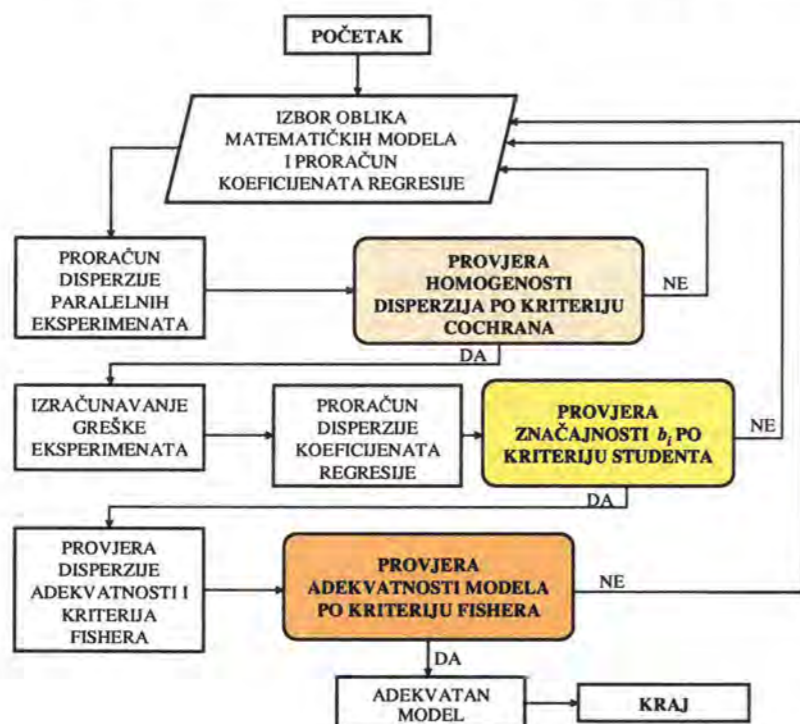 POČETAK
IZBOR OBLIKA
MATEMATIČKIH MODELA
I PRORAČUN
KOEFICIJENATA REGRESIJE
PRORAČUN
DISPERZIJE
PARALELNIH
EKSPERIMENATA
PROVJERA
HOMOGENOSTI
DISPERZIJA PO KRITERIJU
COCHRANA
NE
DA
IZRAČUNAVANJE
GREŠKE
EKSPERIMENATA
PRORAČUN
DISPERZIJE
KOEFICIJENATA
REGRESIJE
PROVJERA
ZNAČAJNOSTI bi PO
KRITERIJU STUDENTA
NE
DA
PROVJERA
DISPERZIJE
ADEKVATNOSTI I
KRITERIJA
FISHERA
PROVJERA
ADEKVATNOSTI MODELA
PO KRITERIJU FISHERA
NE
DA
ADEKVATAN
MODEL
KRAJ